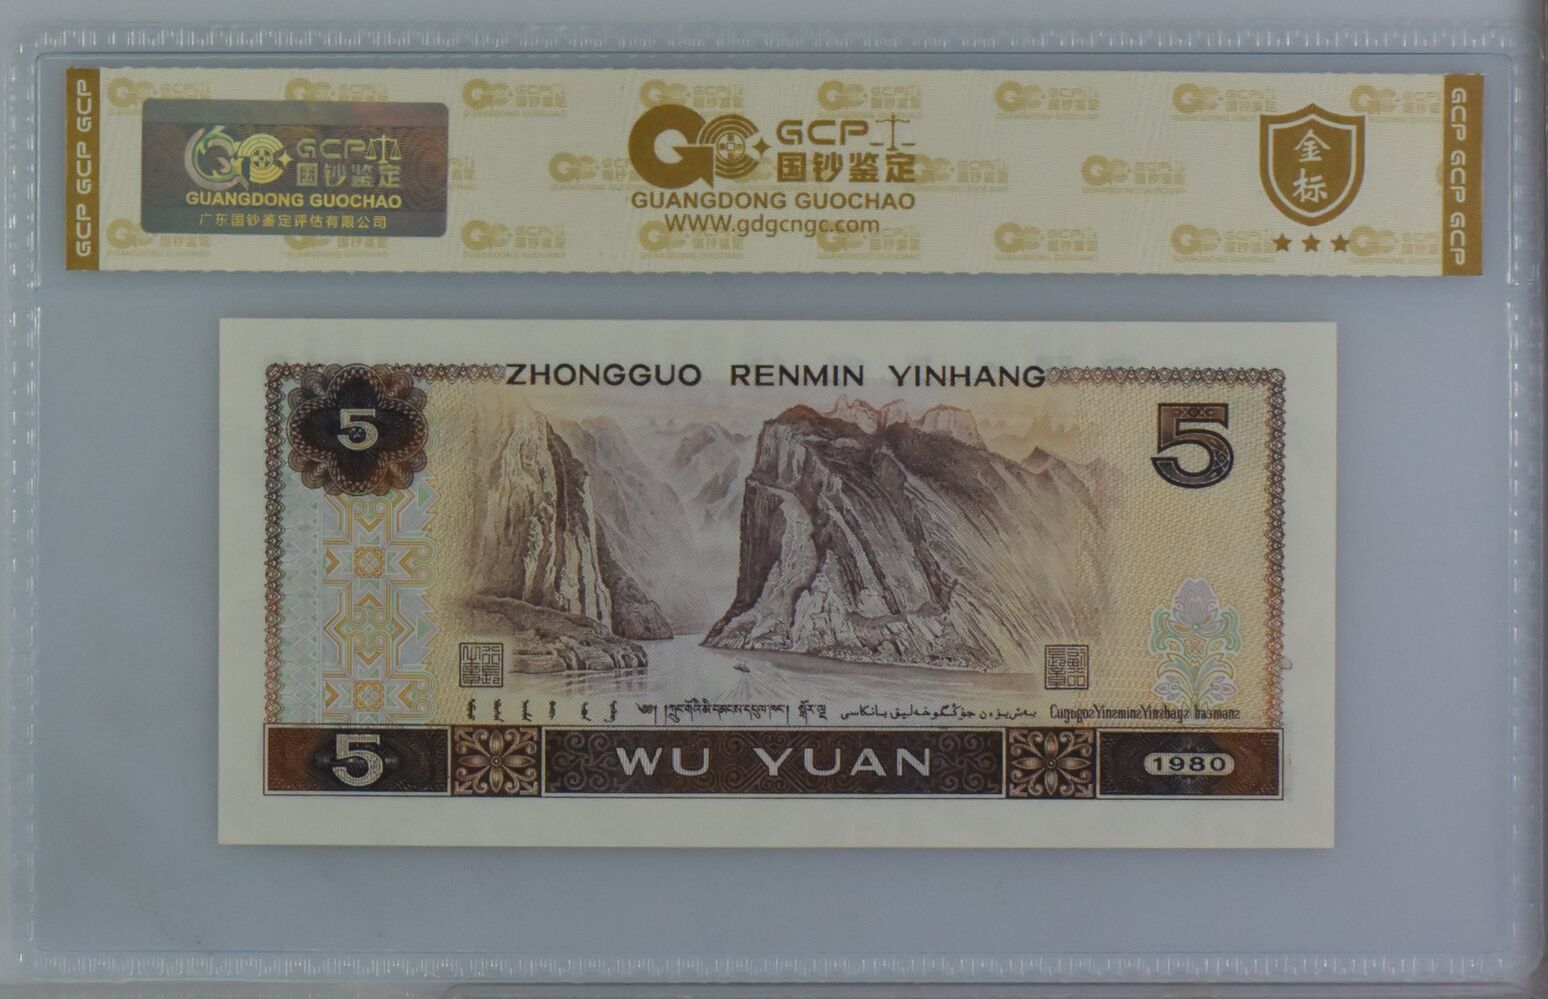 GCP GCP GCP
GCP 国钞鉴定
GUANGDONG GUOCHAO
广东国钞鉴定评估有限公司
GCP
国钞鉴定
GUANGDONG GUOCHAO
WWW.gdgcngc.com
金标
GCP GCP GCP
ZHONGGUO RENMIN YINHANG
5
5
5
WU YUAN
1980